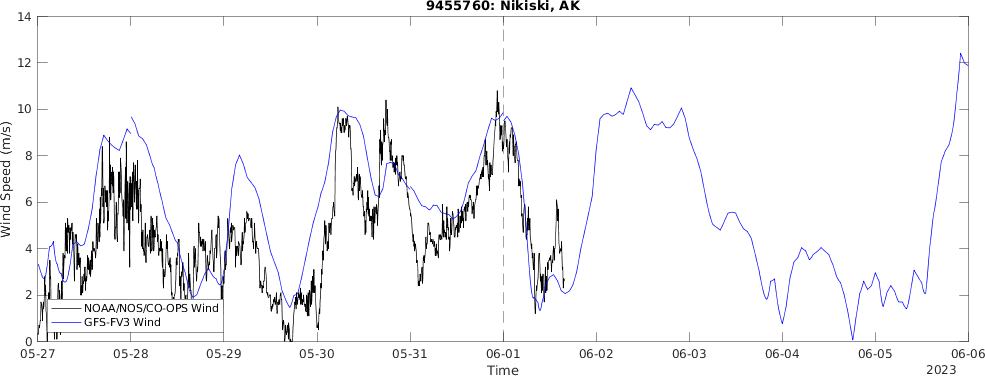 9455760: Nikiski, AK
14
12
10
8
6
4
2
0
Wind Speed (m/s)
NOAA/NOS/CO-OPS Wind
GFS-FV3 Wind
05-27 05-28 05-29 05-30 05-31 06-01 06-02 06-03 06-04 06-05 06-06
Time
2023